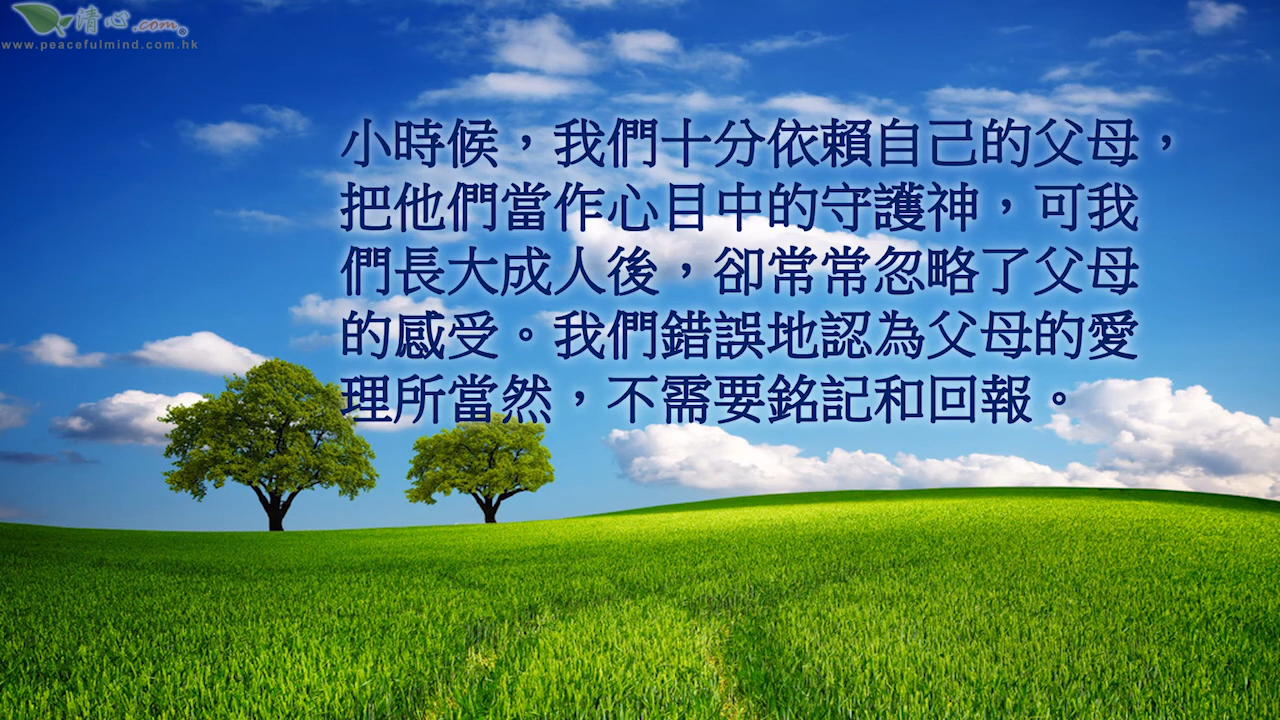 清心.com
www.peacefulmind.com.hk
小時候，我們十分依賴自己的父母，
把他們當作心目中的守護神，可我
們長大成人後，卻常常忽略了父母
的感受。我們錯誤地認為父母的愛
理所當然，不需要銘記和回報。